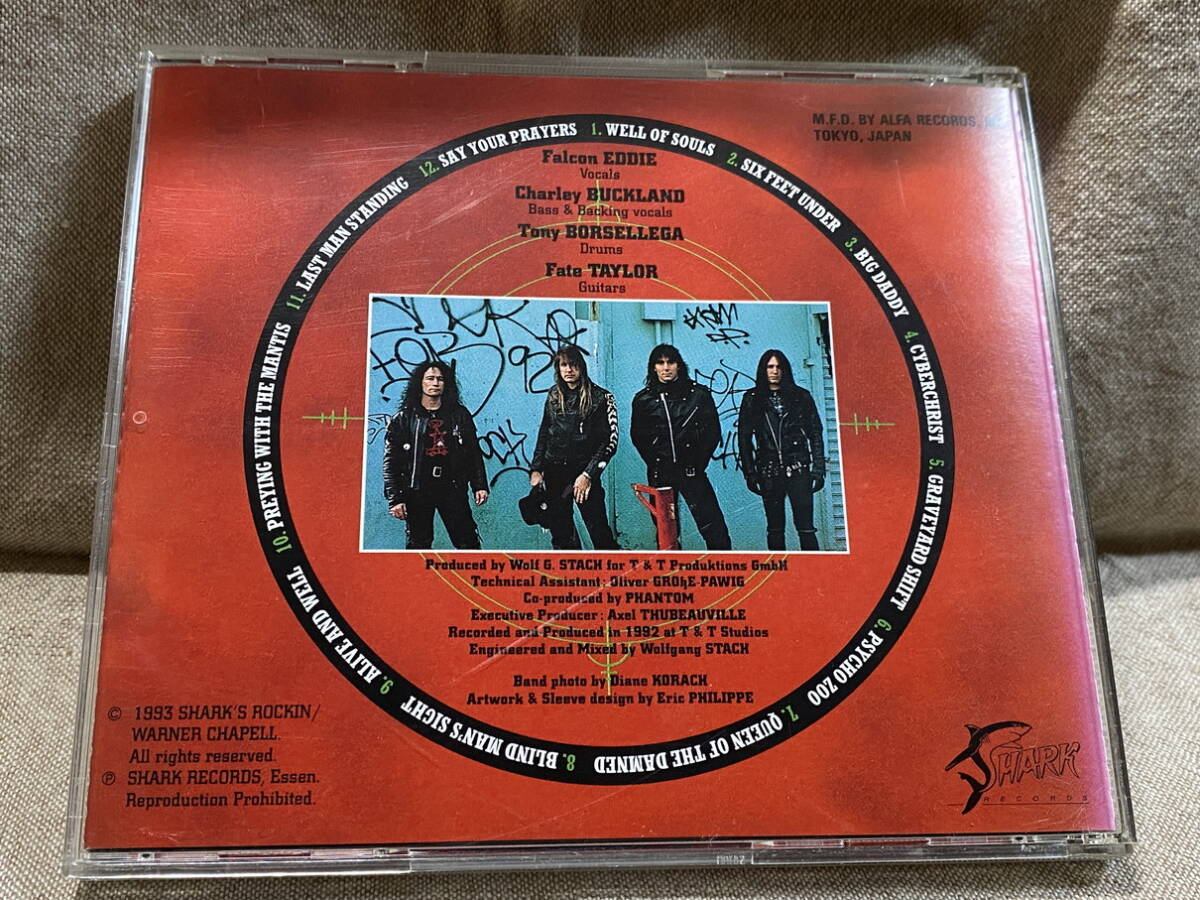 M.F.D. BY ALFA RECORDS,
TOKYO, JAPAN
1. WELL OF SOULS
2. SIX FEET UNDER
3. BIG DADDY
4. CYBERCHRIST
5. GRAVEYARD SHIFT
6. PSYCHO ZOO
7. QUEEN OF THE DAMNED
8. BLIND MAN'S SIGHT
9. ALIVE AND WELL
10. PREYING WITH THE MANTIS
11. LAST MAN STANDING
12. SAY YOUR PRAYERS
Falcon EDDIE
Vocals
Charley BUCKLAND
Bass & Backing vocals
Tony BORSELLEGA
Drums
Fate TAYLOR
Guitars
Produced by Wolf G. STACH for T & T Produktions GmbH
Technical Assistant: Oliver GROẖE-PAWIG
Co-produced by PHANTOM
Executive Producer: Axel THUBEAUVILLE
Recorded and Produced in 1992 at T & T Studios
Engineered and Mixed by Wolfgang STACH
Band photo by Diane KORACH
Artwork & Sleeve design by Eric PHILIPPE
© 1993 SHARK'S ROCKIN/
WARNER CHAPELL.
All rights reserved.
℗ SHARK RECORDS, Essen.
Reproduction Prohibited.
SHARK
RECORDS